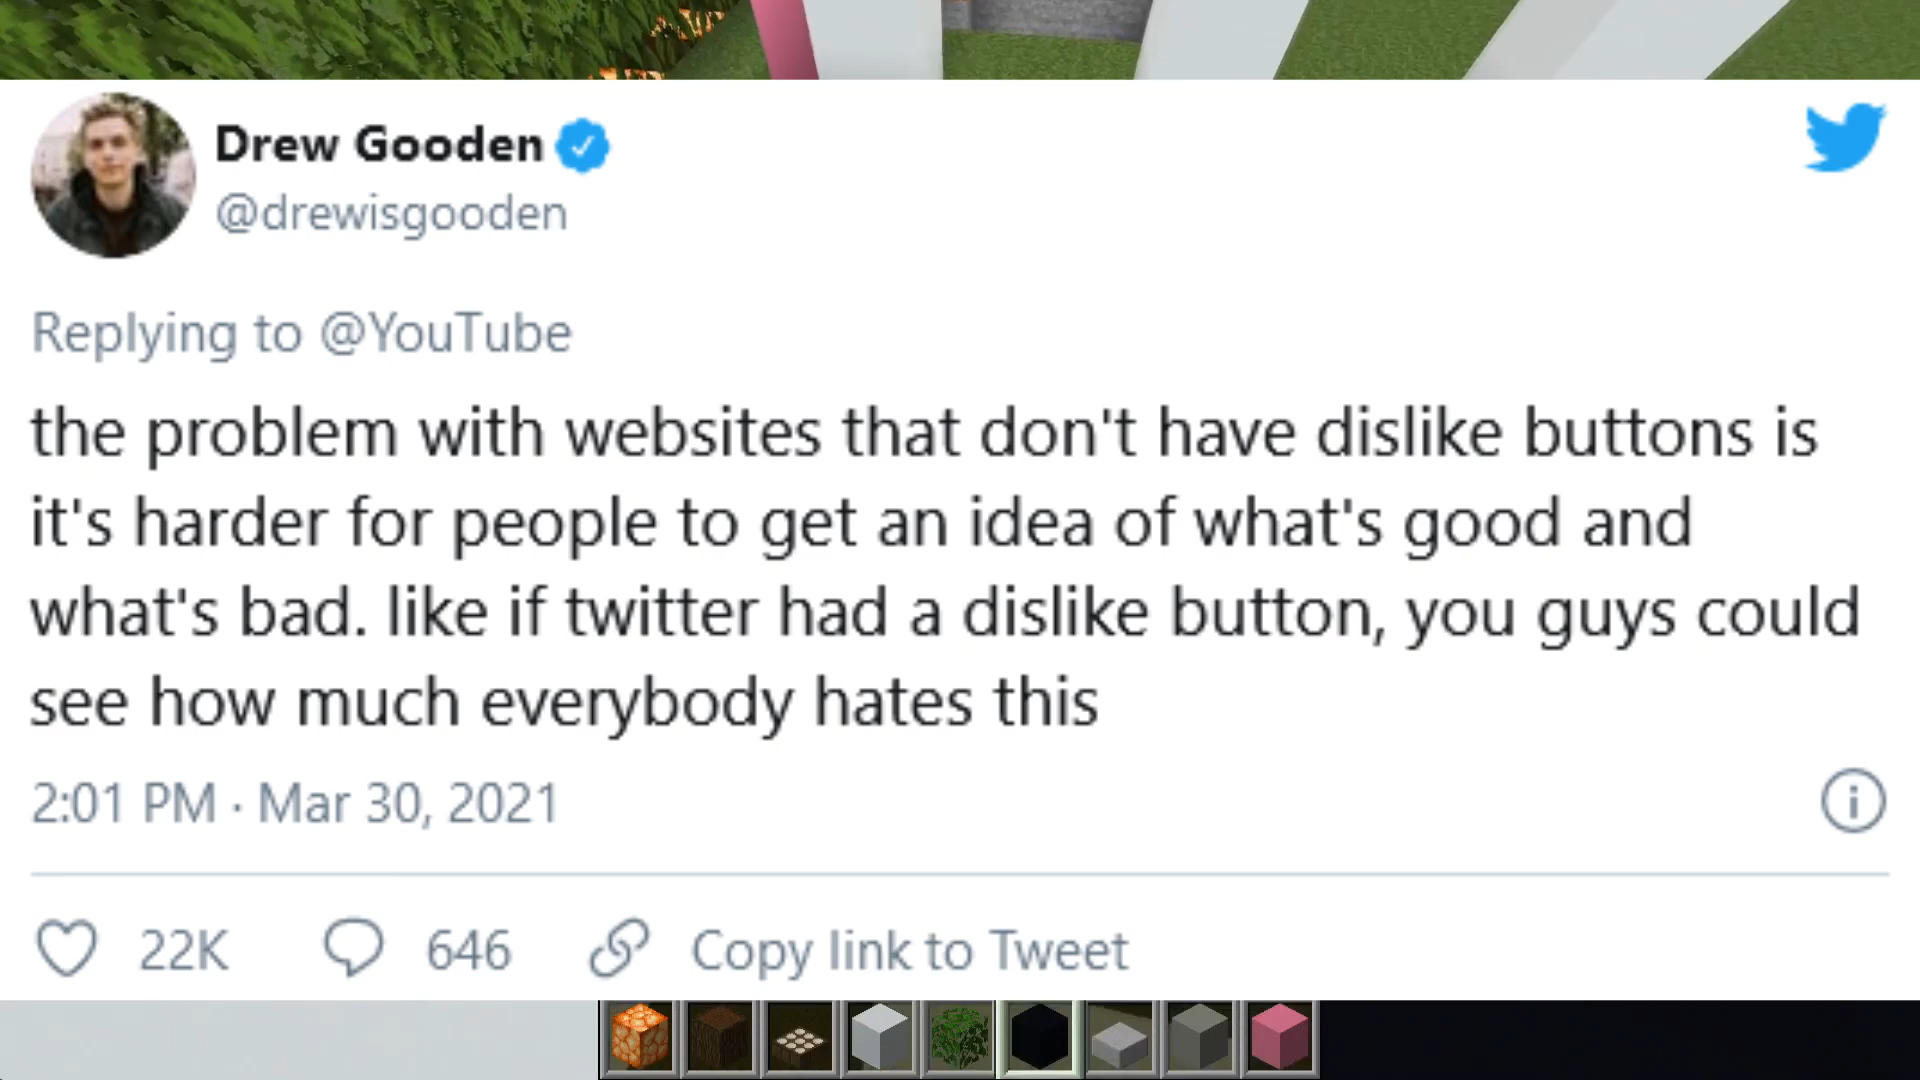 Drew Gooden
@drewisgooden
Replying to @YouTube
the problem with websites that don't have dislike buttons is
it's harder for people to get an idea of what's good and
what's bad. like if twitter had a dislike button, you guys could
see how much everybody hates this
2:01 PM · Mar 30, 2021
22K 646 Copy link to Tweet